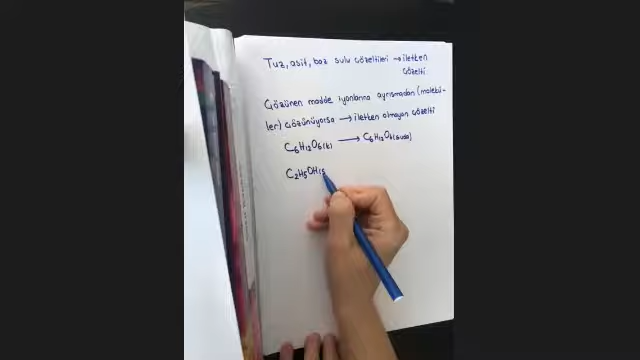 Tuz, asit, baz sulu çözeltileri → iletken
çözelti
Çözünen madde iyonlarına ayrışmadan (molekü-
ler) çözünüyorsa → iletken olmayan çözelti
C₆H₁₂O₆(k) → C₆H₁₂O₆(suda)
C₂H₅OH(s